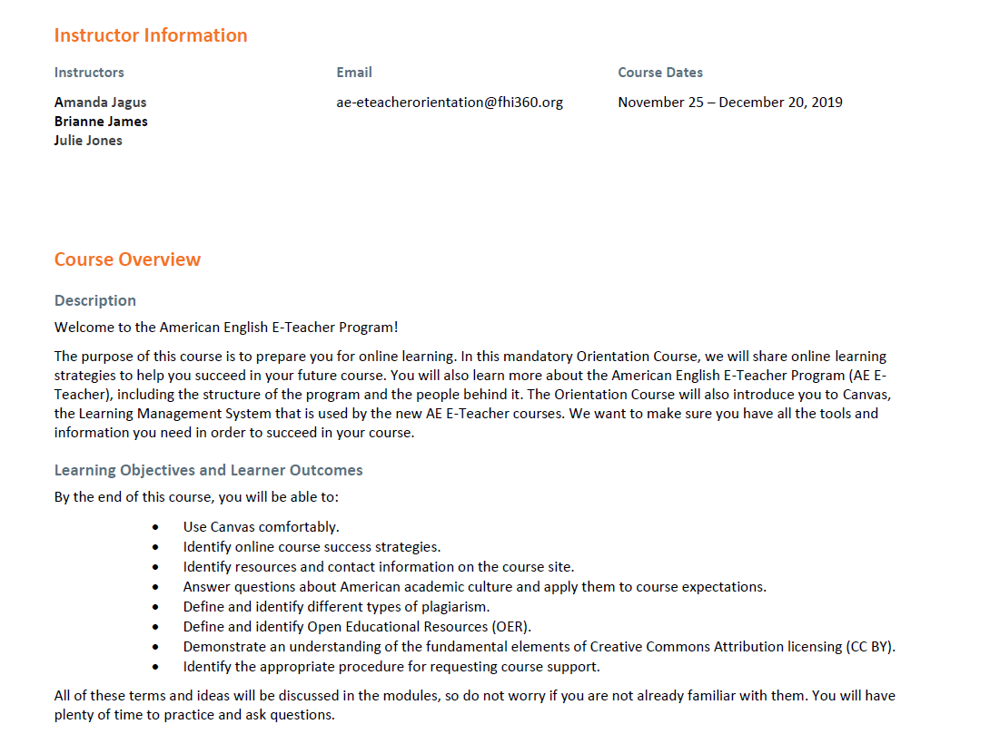 Instructor Information
Instructors Email Course Dates
Amanda Jagus ae-eteacherorientation@fhi360.org November 25 – December 20, 2019
Brianne James
Julie Jones
Course Overview
Description
Welcome to the American English E-Teacher Program!
The purpose of this course is to prepare you for online learning. In this mandatory Orientation Course, we will share online learning
strategies to help you succeed in your future course. You will also learn more about the American English E-Teacher Program (AE E-
Teacher), including the structure of the program and the people behind it. The Orientation Course will also introduce you to Canvas,
the Learning Management System that is used by the new AE E-Teacher courses. We want to make sure you have all the tools and
information you need in order to succeed in your course.
Learning Objectives and Learner Outcomes
By the end of this course, you will be able to:
• Use Canvas comfortably.
• Identify online course success strategies.
• Identify resources and contact information on the course site.
• Answer questions about American academic culture and apply them to course expectations.
• Define and identify different types of plagiarism.
• Define and identify Open Educational Resources (OER).
• Demonstrate an understanding of the fundamental elements of Creative Commons Attribution licensing (CC BY).
• Identify the appropriate procedure for requesting course support.
All of these terms and ideas will be discussed in the modules, so do not worry if you are not already familiar with them. You will have
plenty of time to practice and ask questions.